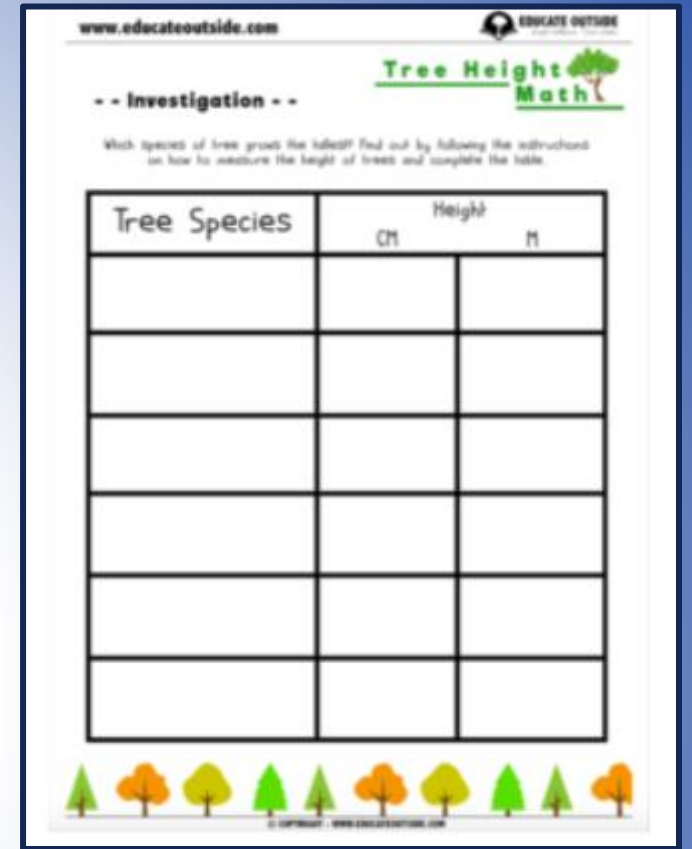 www.educateoutside.com
EDUCATE OUTSIDE
Tree Height
Math
- - Investigation - -
Which species of tree grows the tallest? Find out by following the instructions
on how to measure the height of trees and complete the table.
Tree Species
Height
CM M
© COPYRIGHT - WWW.EDUCATEOUTSIDE.COM